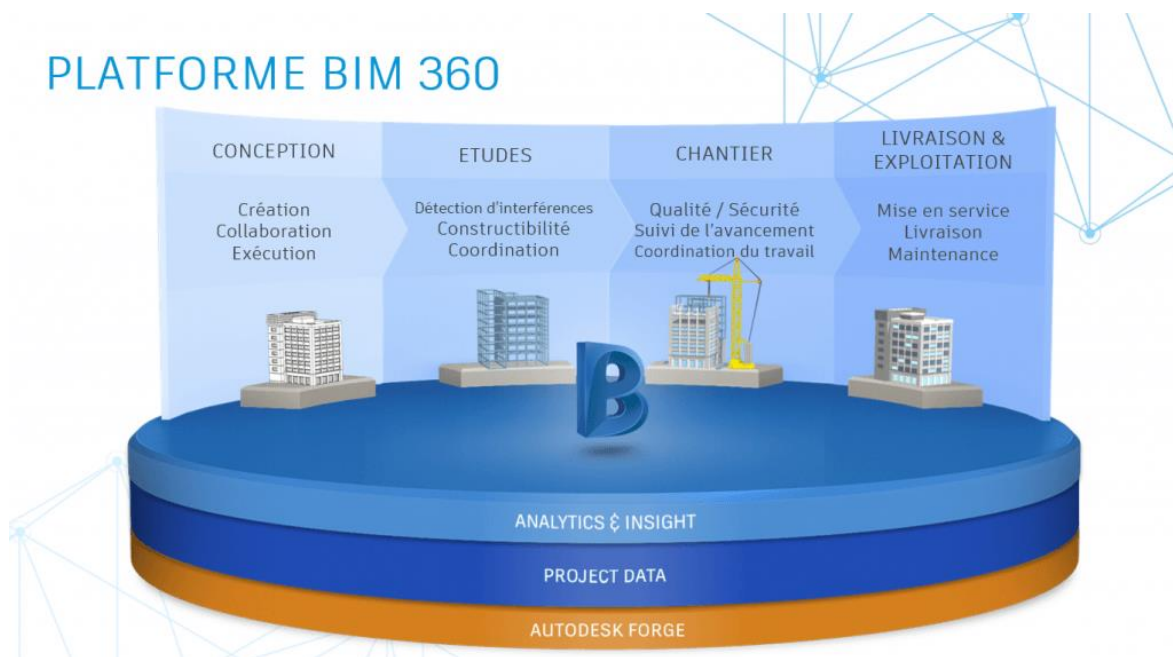 PLATFORME BIM 360
CONCEPTION
Création
Collaboration
Exécution
ETUDES
Détection d'interférences
Constructibilité
Coordination
CHANTIER
Qualité / Sécurité
Suivi de l'avancement
Coordination du travail
LIVRAISON &
EXPLOITATION
Mise en service
Livraison
Maintenance
B
ANALYTICS & INSIGHT
PROJECT DATA
AUTODESK FORGE